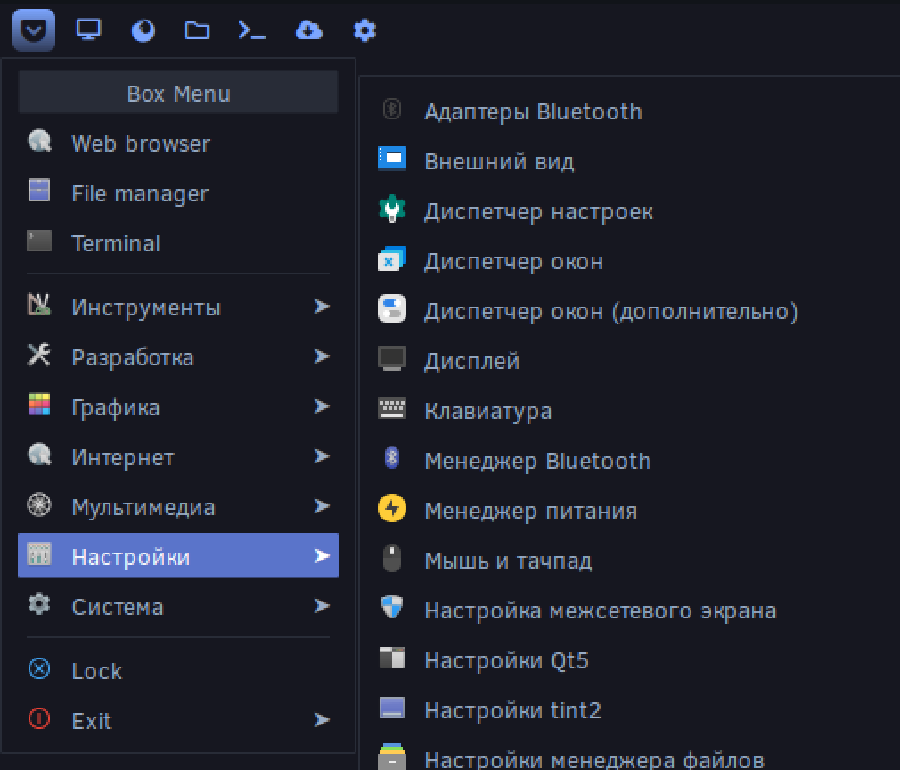 Box Menu
Web browser
File manager
Terminal
Инструменты
Разработка
Графика
Интернет
Мультимедиа
Настройки
Система
Lock
Exit
Адаптеры Bluetooth
Внешний вид
Диспетчер настроек
Диспетчер окон
Диспетчер окон (дополнительно)
Дисплей
Клавиатура
Менеджер Bluetooth
Менеджер питания
Мышь и тачпад
Настройка межсетевого экрана
Настройки Qt5
Настройки tint2
Настройки менеджера файлов